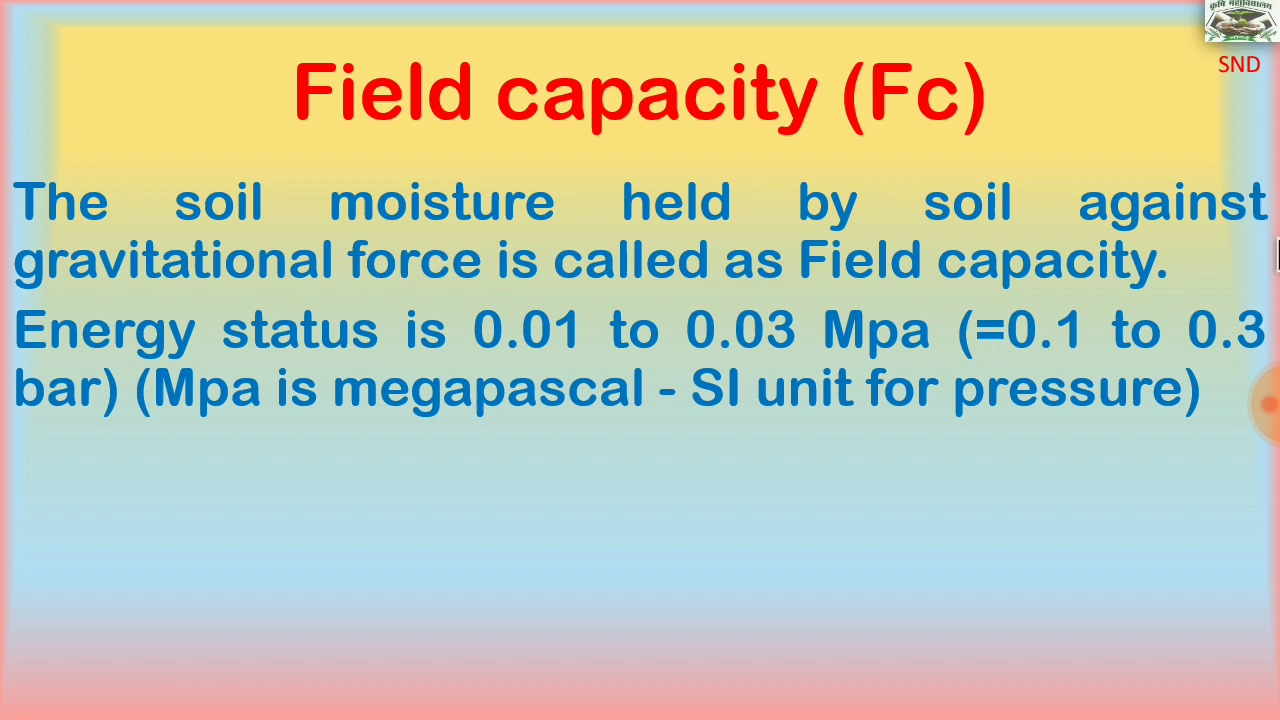 कृषि महाविद्यालय
SND
Field capacity (Fc)
The soil moisture held by soil against
gravitational force is called as Field capacity.
Energy status is 0.01 to 0.03 Mpa (=0.1 to 0.3
bar) (Mpa is megapascal - SI unit for pressure)